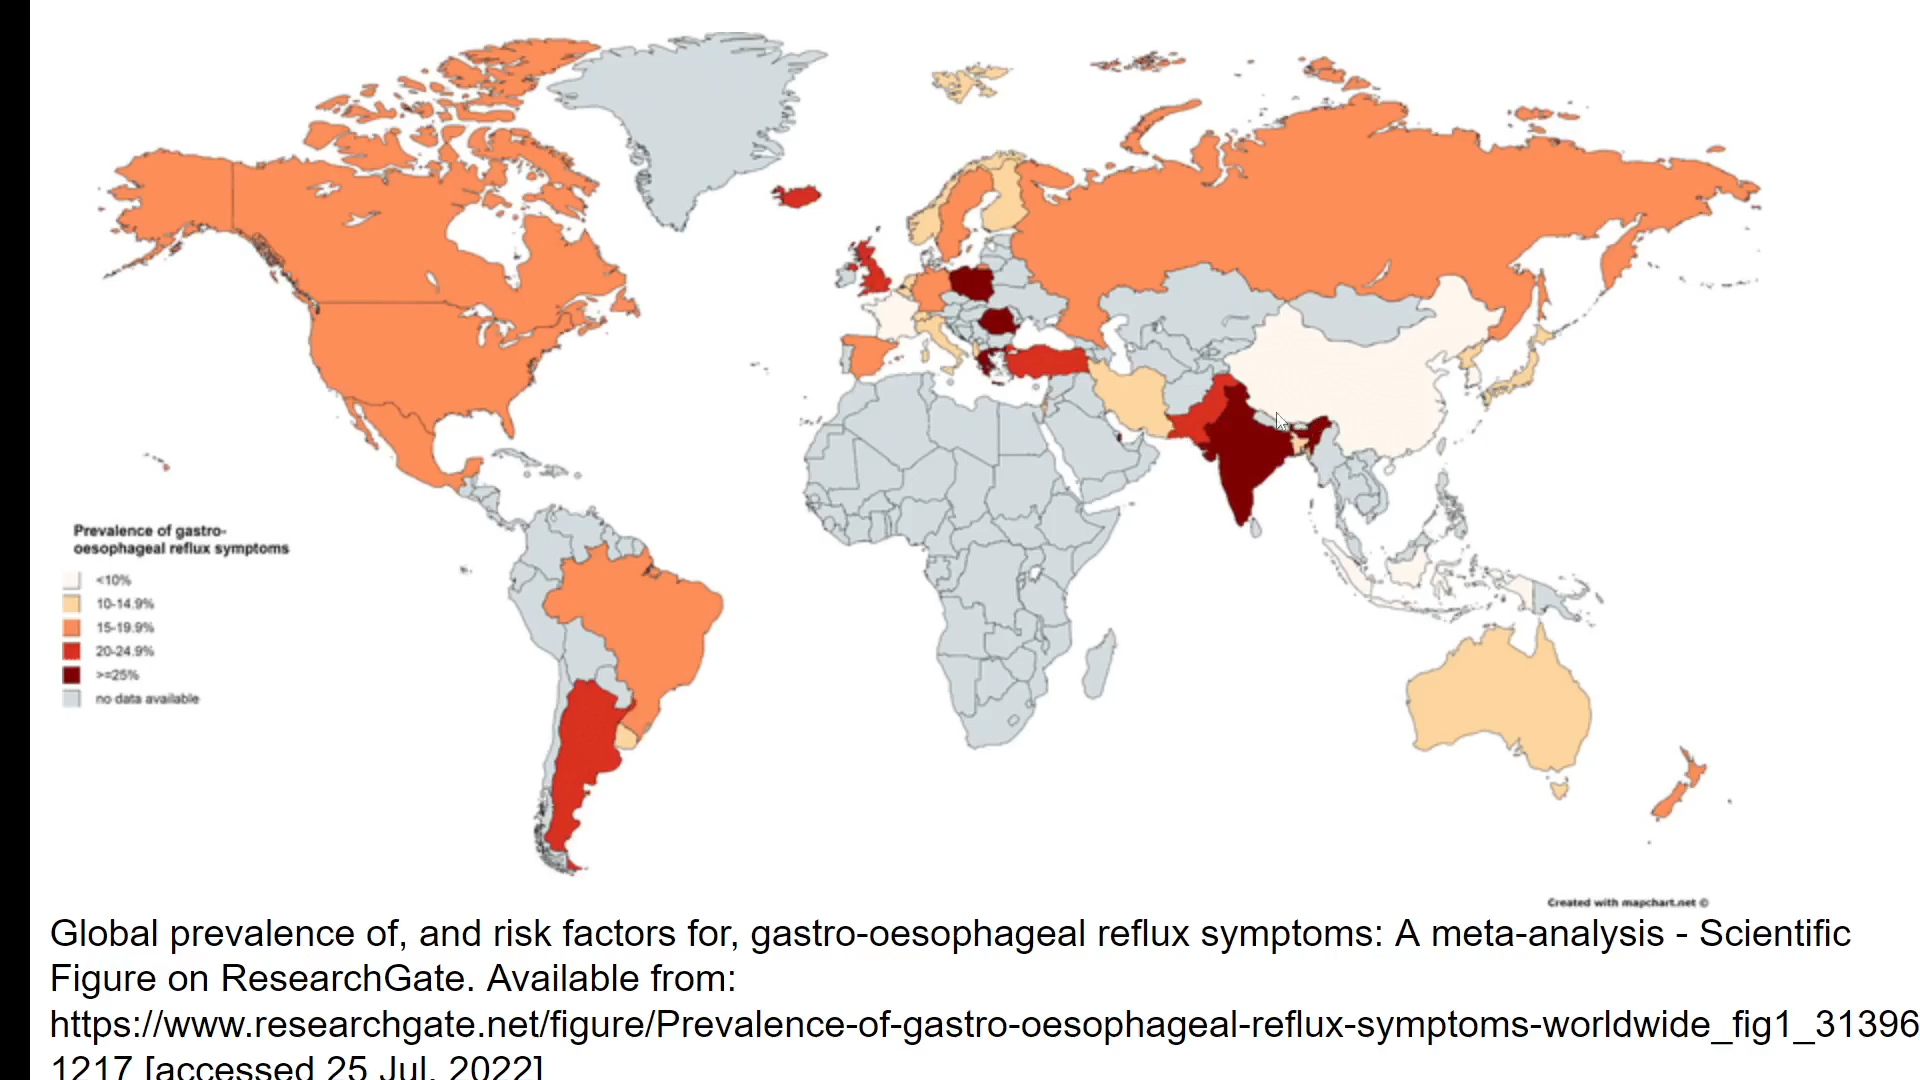 Prevalence of gastro-
oesophageal reflux symptoms
<10%
10-14.9%
15-19.9%
20-24.9%
>=25%
no data available
Created with mapchart.net ©
Global prevalence of, and risk factors for, gastro-oesophageal reflux symptoms: A meta-analysis - Scientific
Figure on ResearchGate. Available from:
https://www.researchgate.net/figure/Prevalence-of-gastro-oesophageal-reflux-symptoms-worldwide_fig1_31396
1217 [accessed 25 Jul, 2022]